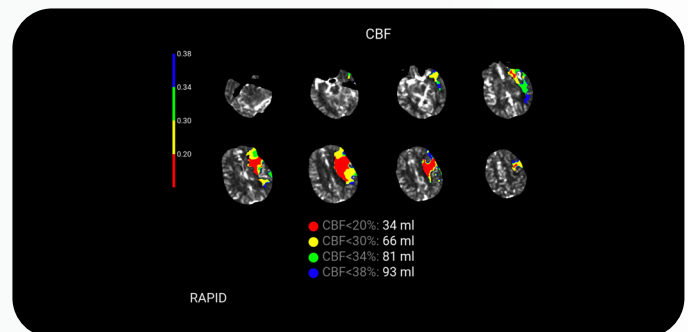 CBF
0.38
0.34
0.30
0.20
CBF<20%: 34 ml
CBF<30%: 66 ml
CBF<34%: 81 ml
CBF<38%: 93 ml
RAPID